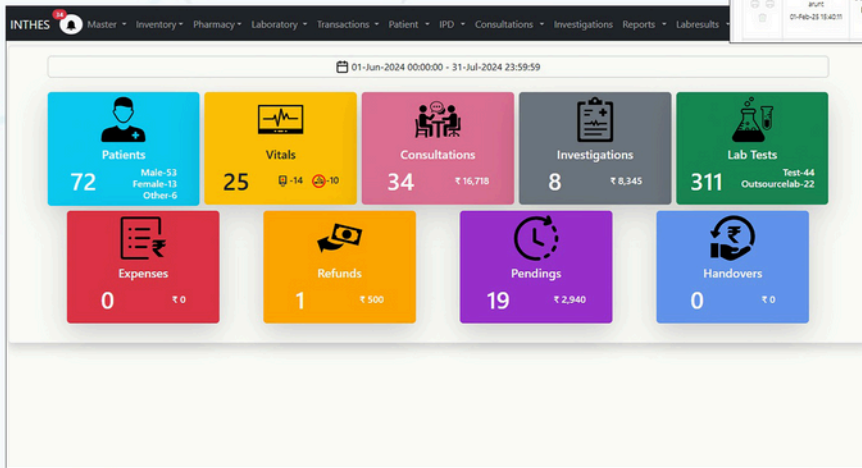 INTHES 34 Master Inventory Pharmacy Laboratory Transactions Patient IPD Consultations Investigations Reports Labresults
arunt
01-Feb-25 15:40:11
01-Jun-2024 00:00:00 - 31-Jul-2024 23:59:59
Patients
72
Male-53
Female-13
Other-6
Vitals
25 -14 -10
Consultations
34 ₹ 16,718
Investigations
8 ₹ 8,345
Lab Tests
311
Test-44
Outsourcelab-22
Expenses
0 ₹ 0
Refunds
1 ₹ 500
Pendings
19 ₹ 2,940
Handovers
0 ₹ 0